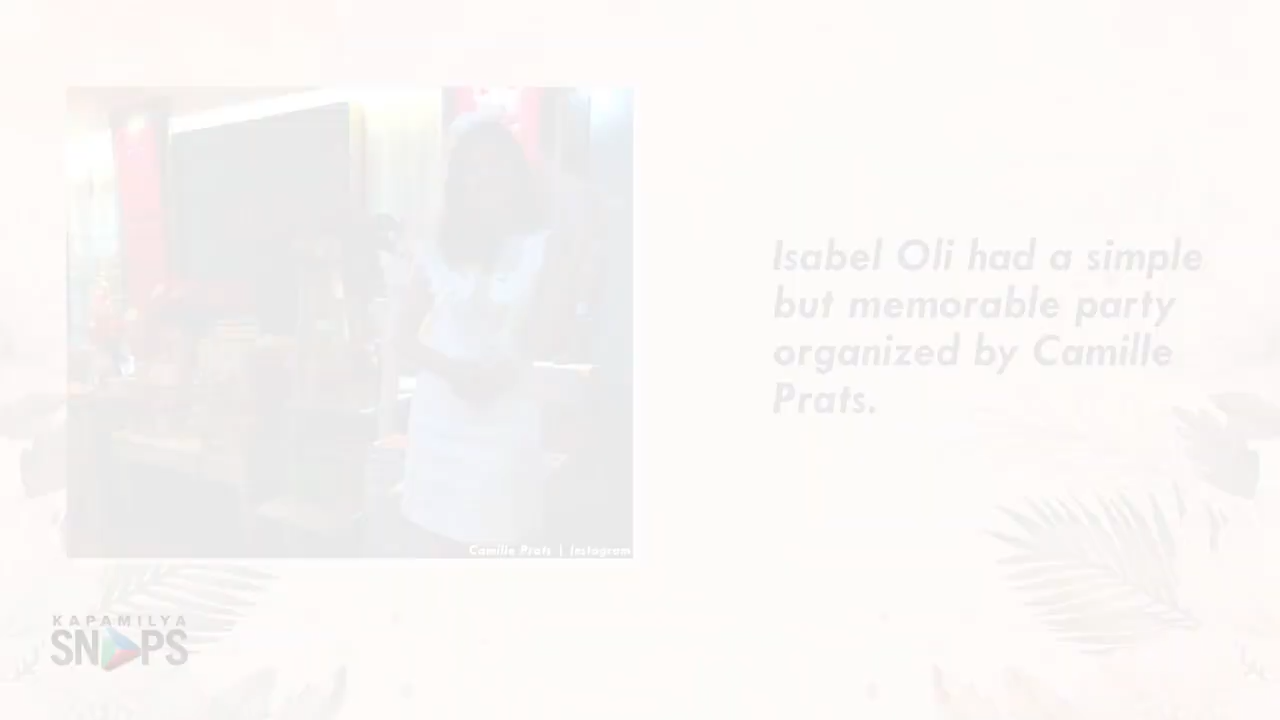 Isabel Oli had a simple
but memorable party
organized by Camille
Prats.
Camille Prats | Instagram
KAPAMILYA
SNAPS